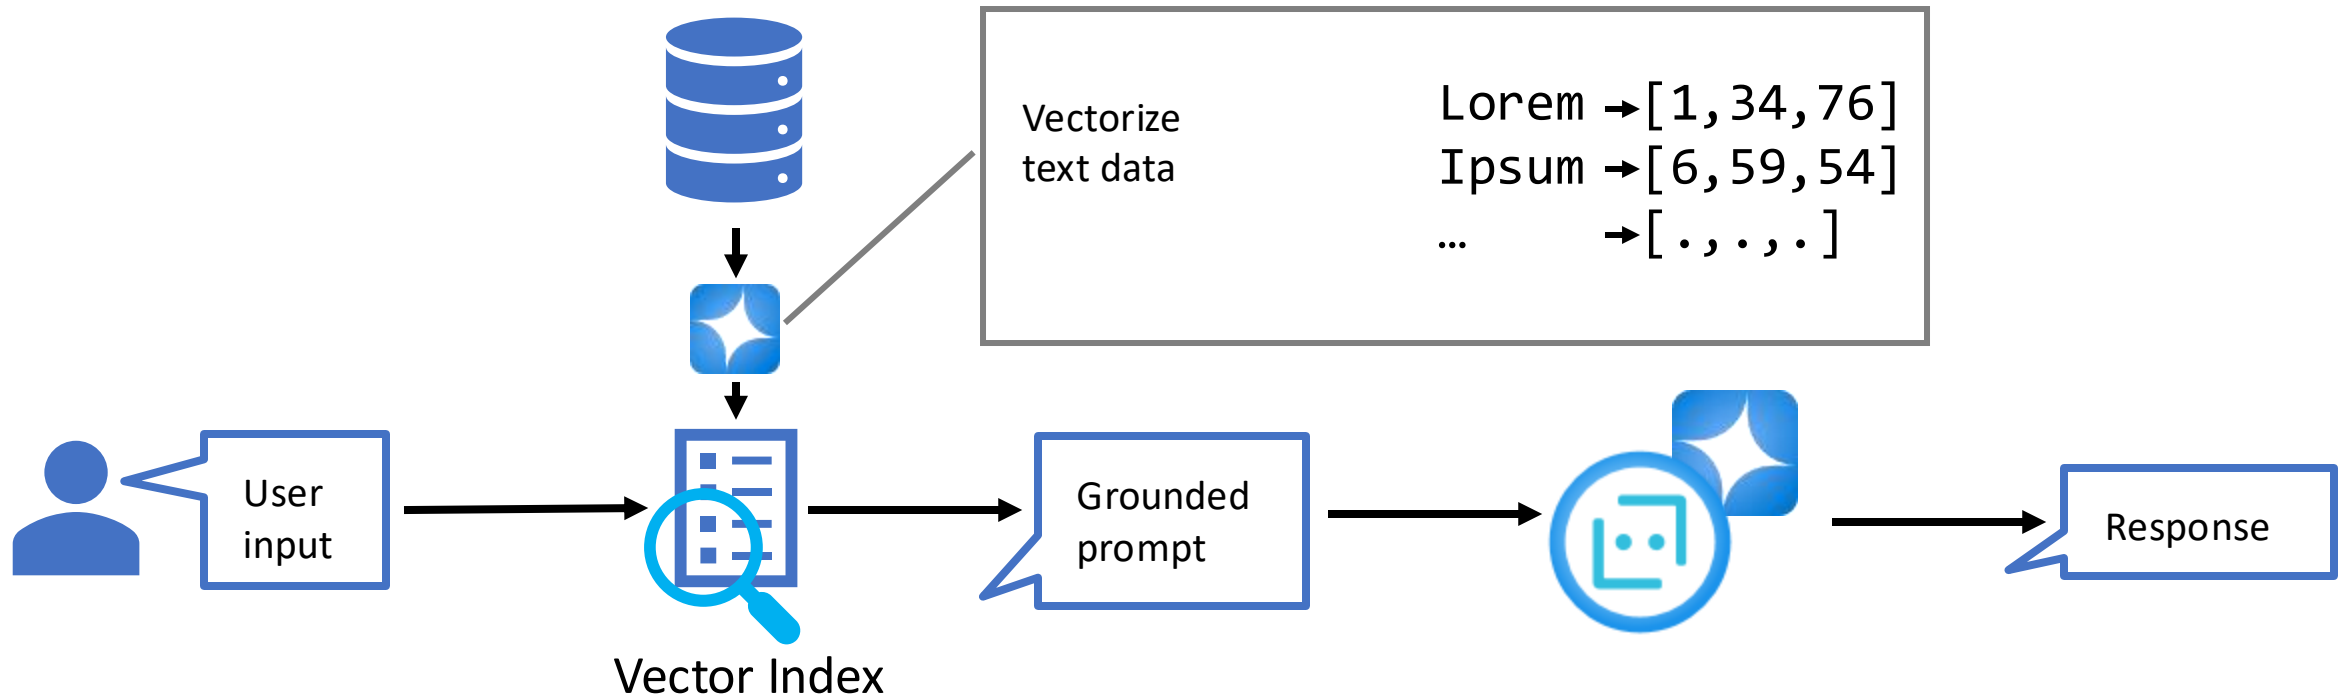 Vectorize
text data
Lorem →[1,34,76]
Ipsum →[6,59,54]
… →[.,.,.]
User
input
Grounded
prompt
Response
Vector Index